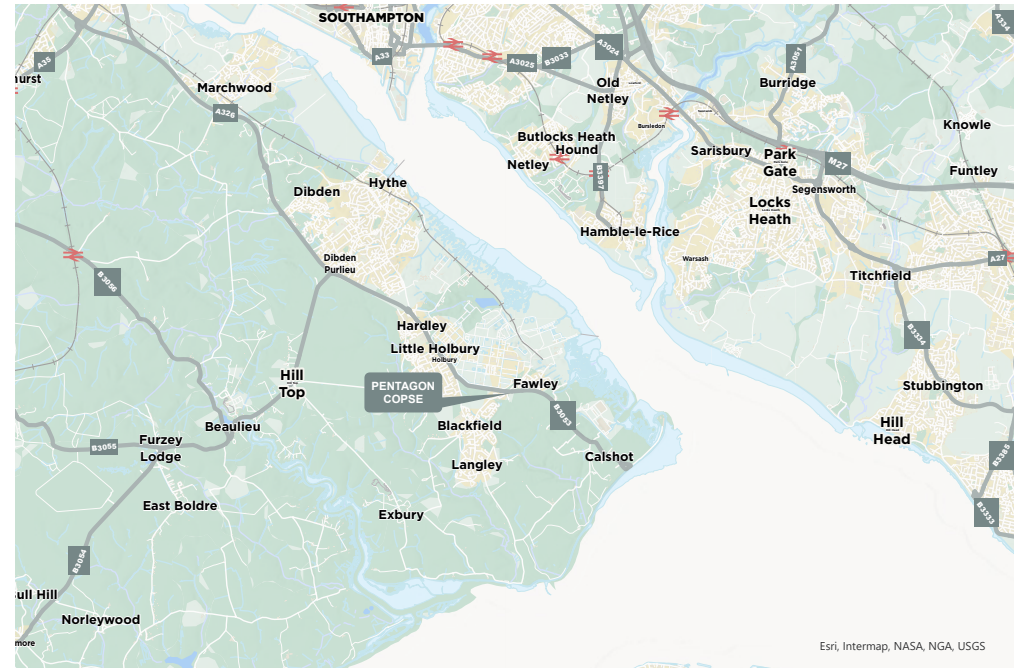 SOUTHAMPTON
A334
A33
A3025
B3033
A3024
A3051
A35
hurst
Marchwood
Old
Netley
Burridge
A326
Bursledon
Knowle
Butlocks Heath
Hound
Sarisbury
Park
Gate
M27
Netley
Funtley
B3397
Hythe
Dibden
Segensworth
Locks
Heath
Hamble-le-Rice
Warsash
A27
Dibden
Purlieu
Titchfield
B3056
Hardley
B3334
Little Holbury
Holbury
Hill
Top
PENTAGON
COPSE
Fawley
Stubbington
B3053
Blackfield
Hill
Head
Beaulieu
Furzey
Lodge
B3055
Calshot
B3385
Langley
East Boldre
Exbury
B3333
B3054
ull Hill
Norleywood
more
Esri, Intermap, NASA, NGA, USGS